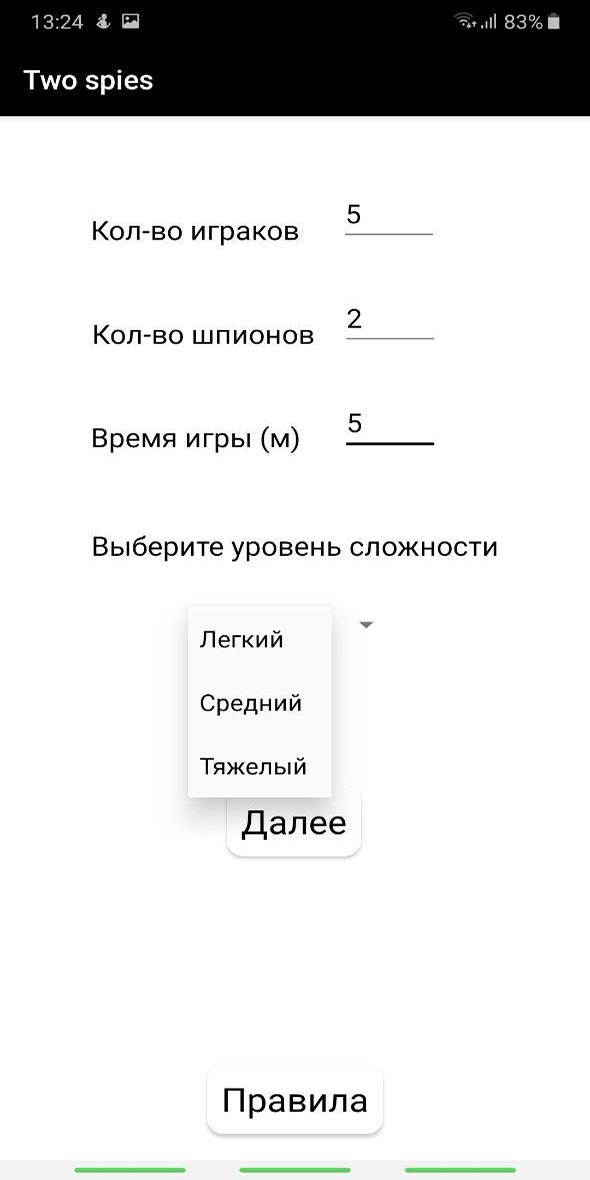 13:24 83%
Two spies
Кол-во играков 5
Кол-во шпионов 2
Время игры (м) 5
Выберите уровень сложности
Легкий
Средний
Тяжелый
Далее
Правила